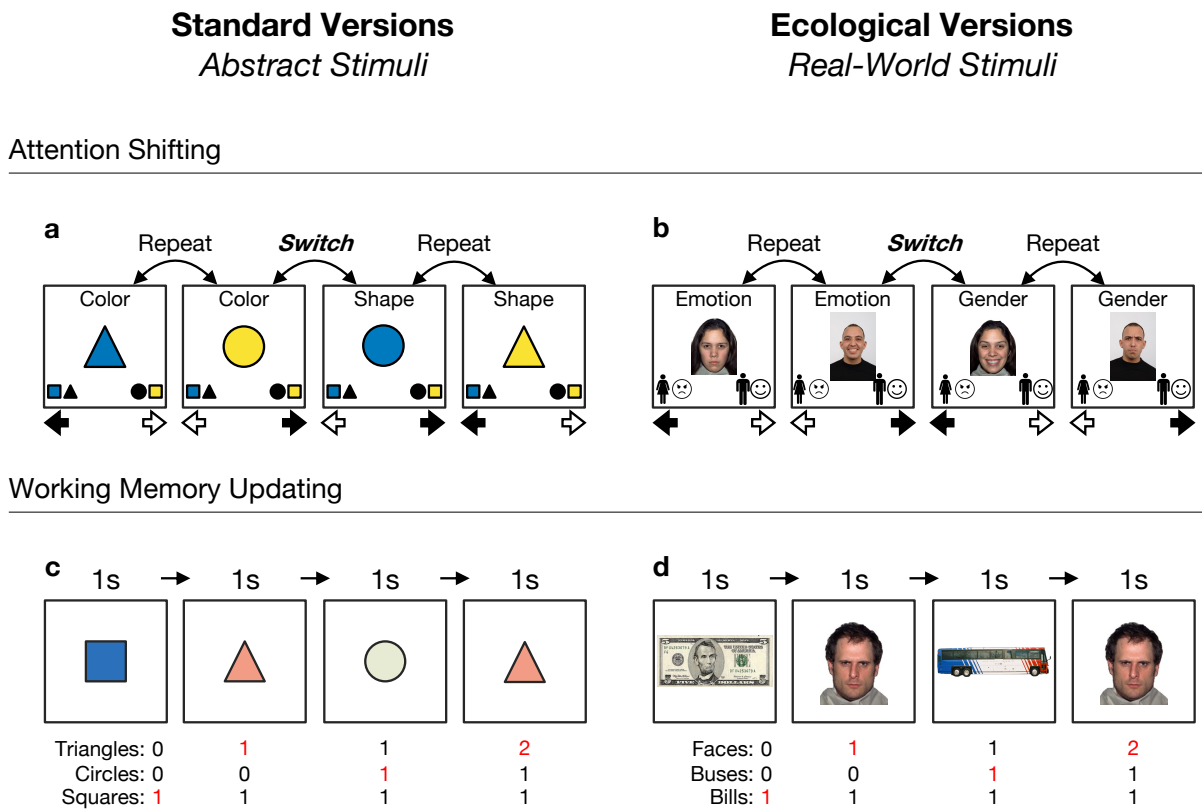 Standard Versions
Abstract Stimuli
Ecological Versions
Real-World Stimuli
Attention Shifting
a
Repeat Switch Repeat
Color Color Shape Shape
b
Repeat Switch Repeat
Emotion Emotion Gender Gender
Working Memory Updating
c
1s 1s 1s 1s
Triangles: 0 1 1 2
Circles: 0 0 1 1
Squares: 1 1 1 1
d
1s 1s 1s 1s
FIVE DOLLARS
Faces: 0 1 1 2
Buses: 0 0 1 1
Bills: 1 1 1 1